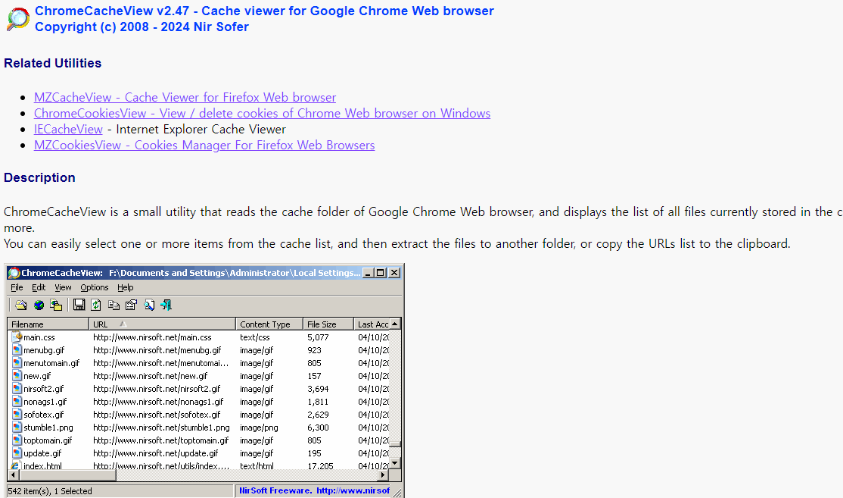 ChromeCacheView v2.47 - Cache viewer for Google Chrome Web browser
Copyright (c) 2008 - 2024 Nir Sofer
Related Utilities
MZCacheView - Cache Viewer for Firefox Web browser
ChromeCookiesView - View / delete cookies of Chrome Web browser on Windows
IECacheView - Internet Explorer Cache Viewer
MZCookiesView - Cookies Manager For Firefox Web Browsers
Description
ChromeCacheView is a small utility that reads the cache folder of Google Chrome Web browser, and displays the list of all files currently stored in the c
more.
You can easily select one or more items from the cache list, and then extract the files to another folder, or copy the URLs list to the clipboard.
ChromeCacheView: F:\Documents and Settings\Administrator\Local Settings...
File Edit View Options Help
Filename URL Content Type File Size Last Acc
main.css http://www.nirsoft.net/main.css text/css 5,077 04/10/20
menubg.gif http://www.nirsoft.net/menubg.gif image/gif 923 04/10/20
menutomain.gif http://www.nirsoft.net/menutomai... image/gif 805 04/10/20
new.gif http://www.nirsoft.net/new.gif image/gif 157 04/10/20
nirsoft2.gif http://www.nirsoft.net/nirsoft2.gif image/gif 3,694 04/10/20
nonags1.gif http://www.nirsoft.net/nonags1.gif image/gif 1,811 04/10/20
sofotex.gif http://www.nirsoft.net/sofotex.gif image/gif 2,629 04/10/20
stumble1.png http://www.nirsoft.net/stumble1.png image/png 6,300 04/10/20
toptomain.gif http://www.nirsoft.net/toptomain.gif image/gif 805 04/10/20
update.gif http://www.nirsoft.net/update.gif image/gif 195 04/10/20
index.html http://www.nirsoft.net/utils/index.... text/html 17,205 04/10/20
542 item(s), 1 Selected NirSoft Freeware. http://www.nirsof